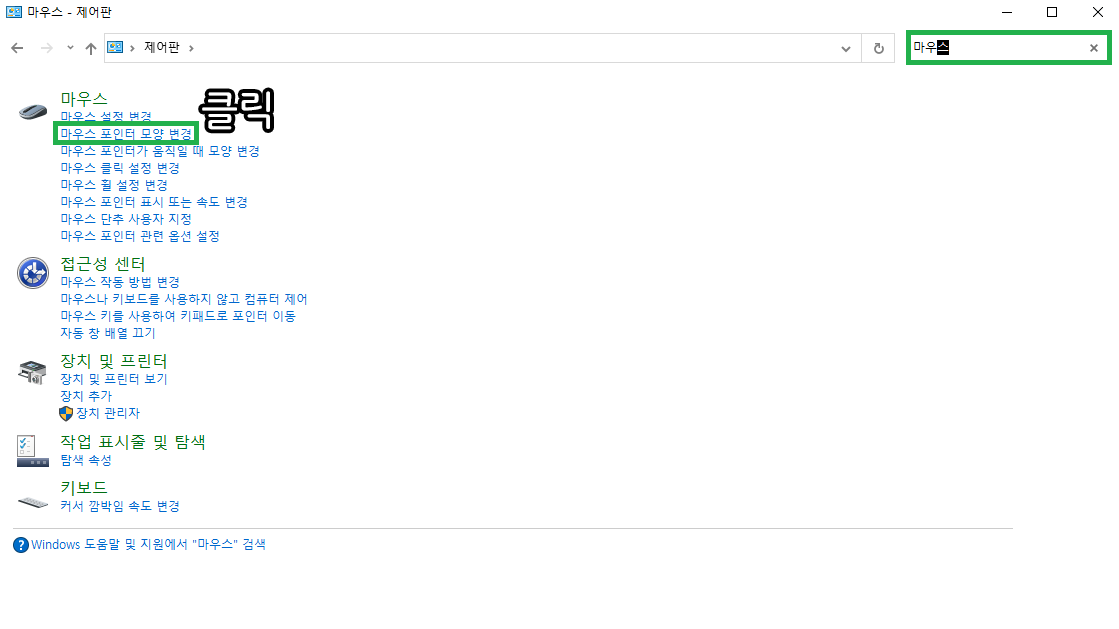 마우스 - 제어판
제어판
마우스
마우스
클릭
마우스 설정 변경
마우스 포인터 모양 변경
마우스 포인터가 움직일 때 모양 변경
마우스 클릭 설정 변경
마우스 휠 설정 변경
마우스 포인터 표시 또는 속도 변경
마우스 단추 사용자 지정
마우스 포인터 관련 옵션 설정
접근성 센터
마우스 작동 방법 변경
마우스나 키보드를 사용하지 않고 컴퓨터 제어
마우스 키를 사용하여 키패드로 포인터 이동
자동 창 배열 끄기
장치 및 프린터
장치 및 프린터 보기
장치 추가
장치 관리자
작업 표시줄 및 탐색
탐색 속성
키보드
커서 깜박임 속도 변경
Windows 도움말 및 지원에서 "마우스" 검색